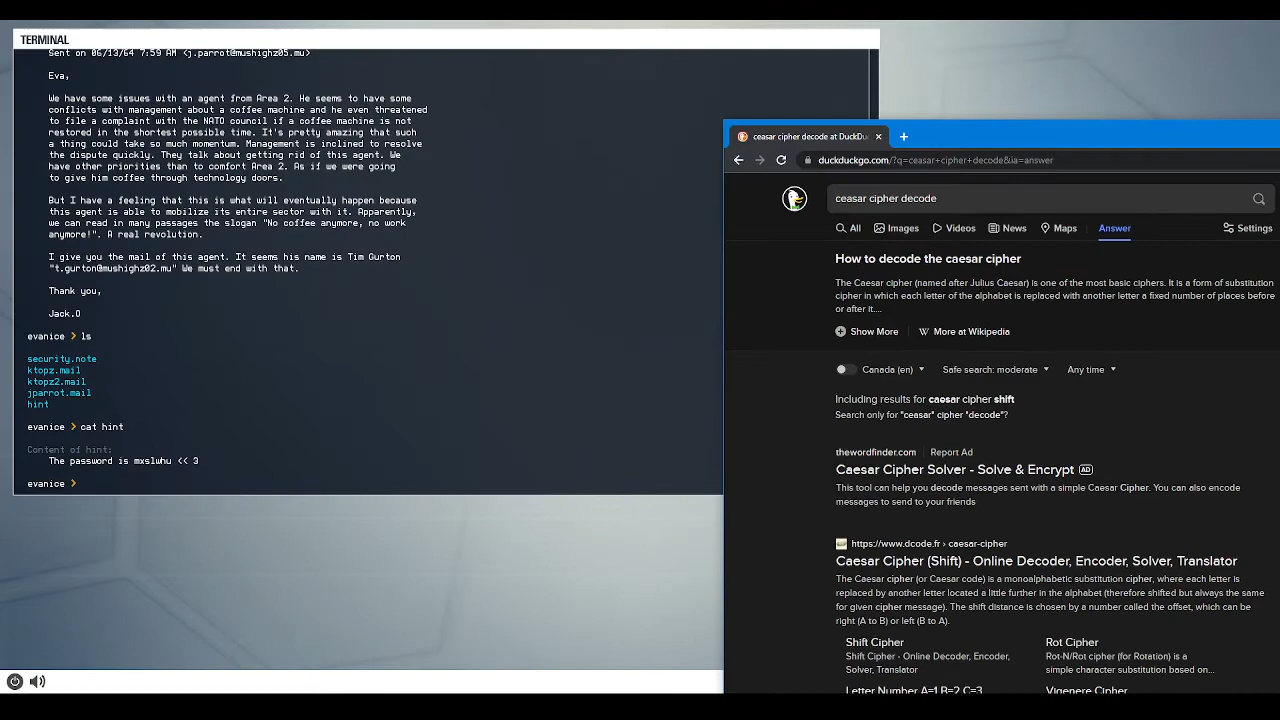 TERMINAL
Sent on 06/13/64 7:59 AM <j.parrot@mushighz05.mu>
Eva,
We have some issues with an agent from Area 2. He seems to have some
conflicts with management about a coffee machine and he even threatened
to file a complaint with the NATO council if a coffee machine is not
restored in the shortest possible time. It's pretty amazing that such
a thing could take so much momentum. Management is inclined to resolve
the dispute quickly. They talk about getting rid of this agent. We
have other priorities than to comfort Area 2. As if we were going
to give him coffee through technology doors.
But I have a feeling that this is what will eventually happen because
this agent is able to mobilize its entire sector with it. Apparently,
we can read in many passages the slogan "No coffee anymore, no work
anymore!". A real revolution.
I give you the mail of this agent. It seems his name is Tim Gurton
"t.gurton@mushighz02.mu" We must end with that.
Thank you,
Jack.O
evanice > ls
security.note
ktopz.mail
ktopz2.mail
jparrot.mail
hint
evanice > cat hint
Content of hint:
The password is mxslwhu << 3
evanice >
ceasar cipher decode at DuckDu
duckduckgo.com/?q=ceasar+cipher+decode&ia=answer
ceasar cipher decode
All Images Videos News Maps Answer Settings
How to decode the caesar cipher
The Caesar cipher (named after Julius Caesar) is one of the most basic ciphers. It is a form of substitution
cipher in which each letter of the alphabet is replaced with another letter a fixed number of places before
or after it....
Show More W More at Wikipedia
Canada (en) Safe search: moderate Any time
Including results for caesar cipher shift
Search only for "ceasar" cipher "decode"?
thewordfinder.com Report Ad
Caesar Cipher Solver - Solve & Encrypt AD
This tool can help you decode messages sent with a simple Caesar Cipher. You can also encode
messages to send to your friends
https://www.dcode.fr › caesar-cipher
Caesar Cipher (Shift) - Online Decoder, Encoder, Solver, Translator
The Caesar cipher (or Caesar code) is a monoalphabetic substitution cipher, where each letter is
replaced by another letter located a little further in the alphabet (therefore shifted but always the same
for given cipher message). The shift distance is chosen by a number called the offset, which can be
right (A to B) or left (B to A).
Shift Cipher Rot Cipher
Shift Cipher - Online Decoder, Encoder, Rot-N/Rot cipher (for Rotation) is a
Solver, Translator simple character substitution based on...
Letter Number A=1 B=2 C=3 Vigenere Cipher